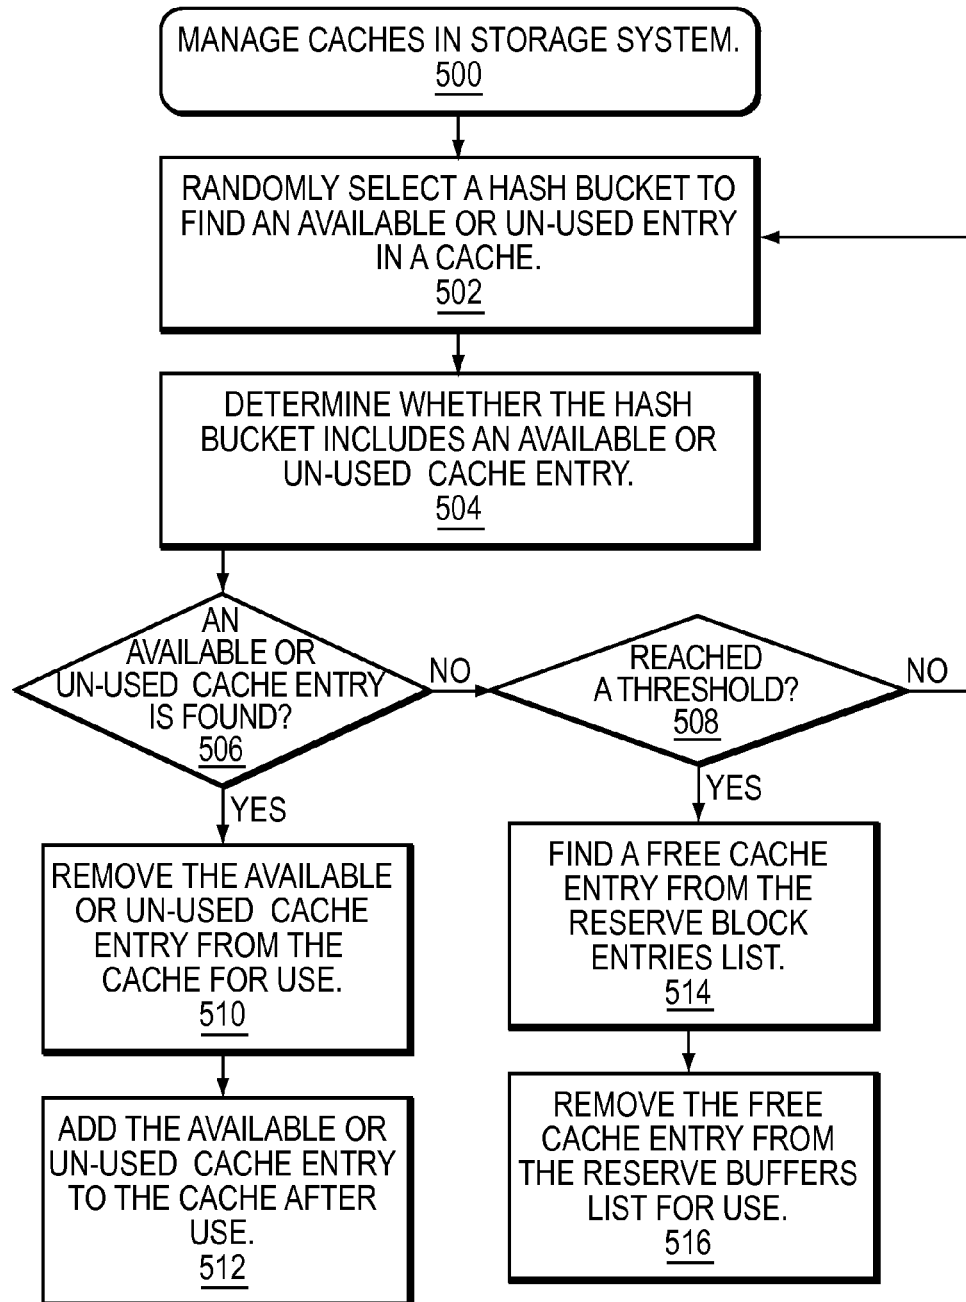 MANAGE CACHES IN STORAGE SYSTEM.
500
RANDOMLY SELECT A HASH BUCKET TO
FIND AN AVAILABLE OR UN-USED ENTRY
IN A CACHE.
502
DETERMINE WHETHER THE HASH
BUCKET INCLUDES AN AVAILABLE OR
UN-USED CACHE ENTRY.
504
AN
AVAILABLE OR
UN-USED CACHE ENTRY
IS FOUND?
506
NO
REACHED
A THRESHOLD?
508
NO
YES
YES
REMOVE THE AVAILABLE
OR UN-USED CACHE
ENTRY FROM THE
CACHE FOR USE.
510
FIND A FREE CACHE
ENTRY FROM THE
RESERVE BLOCK
ENTRIES LIST.
514
ADD THE AVAILABLE OR
UN-USED CACHE ENTRY
TO THE CACHE AFTER
USE.
512
REMOVE THE FREE
CACHE ENTRY FROM
THE RESERVE BUFFERS
LIST FOR USE.
516